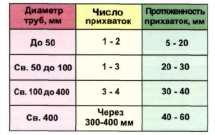 Диаметр труб, мм | Число прихваток | Протяженность прихваток, мм
До 50 | 1 - 2 | 5 - 20
Св. 50 до 100 | 1 - 3 | 20 - 30
Св. 100 до 400 | 3 - 4 | 30 - 40
Св. 400 | Через 300-400 мм | 40 - 60